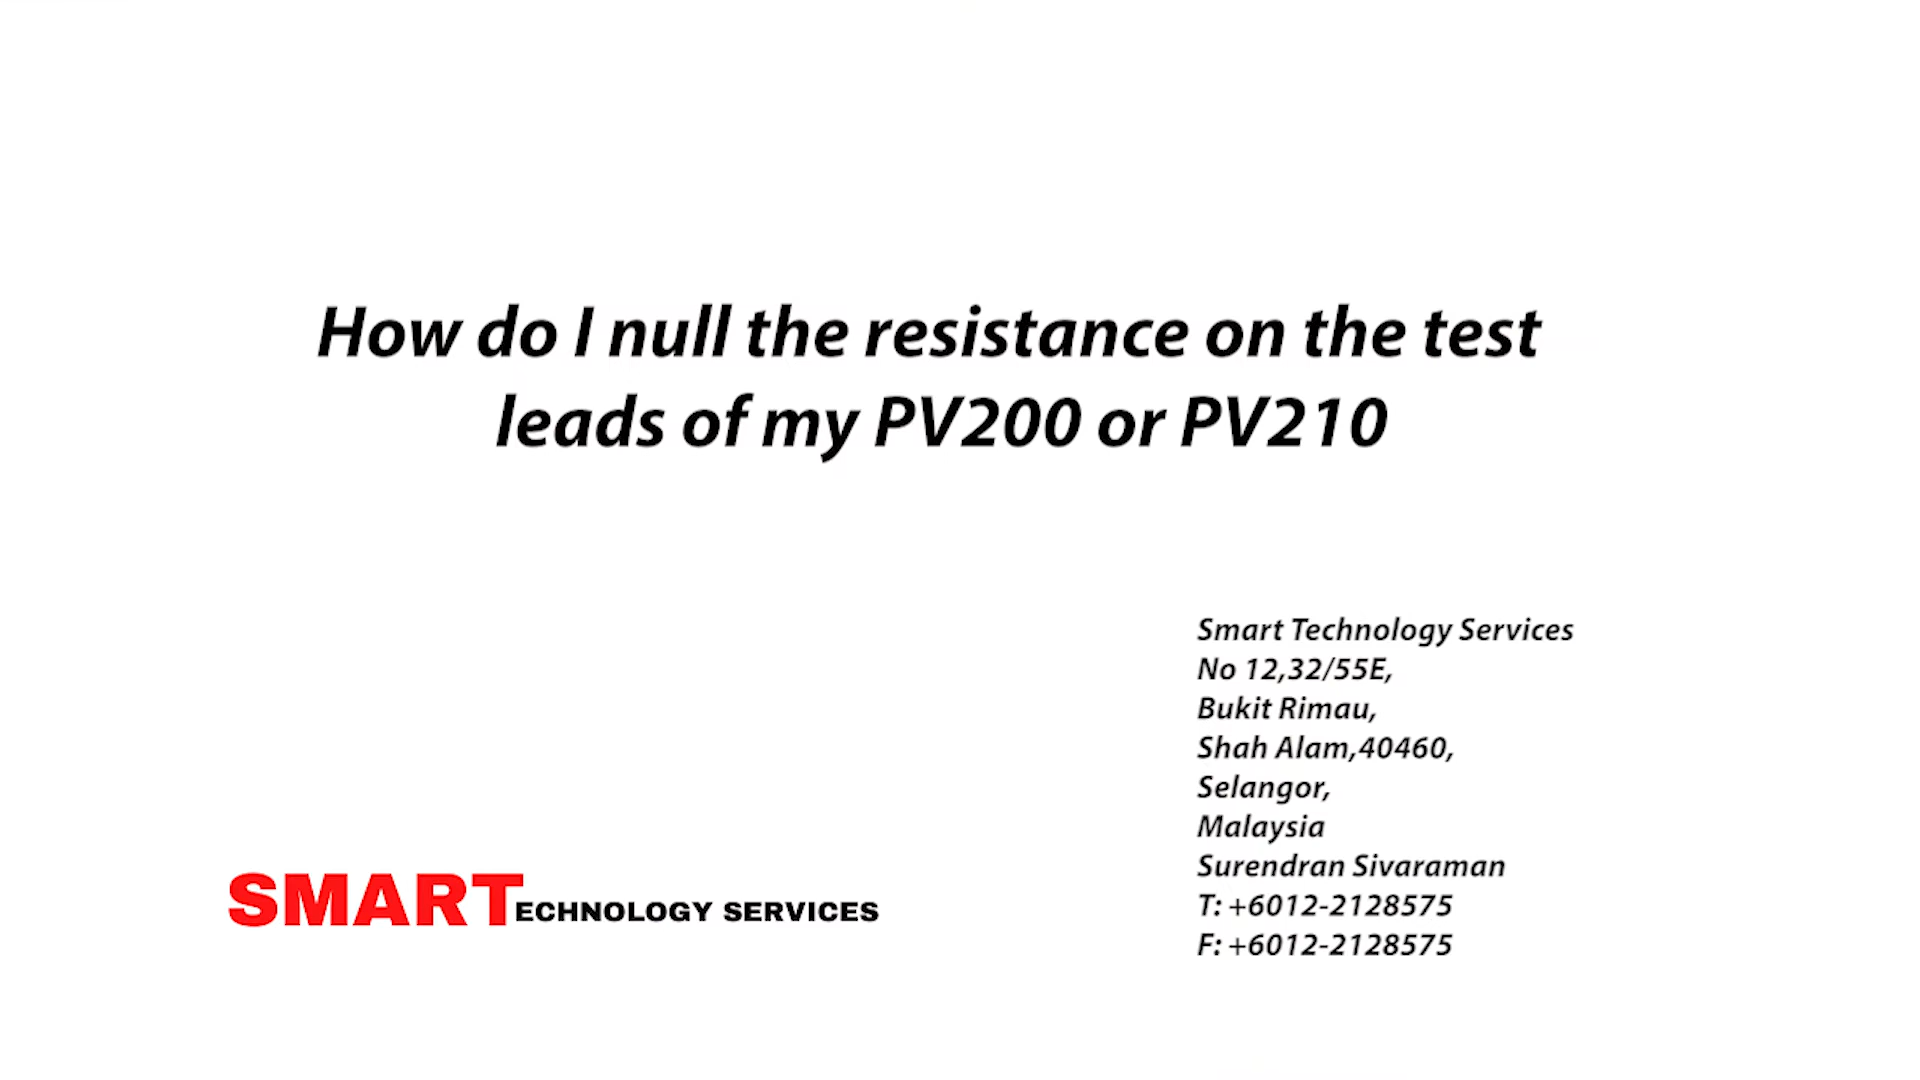 How do I null the resistance on the test
leads of my PV200 or PV210
Smart Technology Services
No 12,32/55E,
Bukit Rimau,
Shah Alam,40460,
Selangor,
Malaysia
Surendran Sivaraman
T: +6012-2128575
F: +6012-2128575
SMARTECHNOLOGY SERVICES